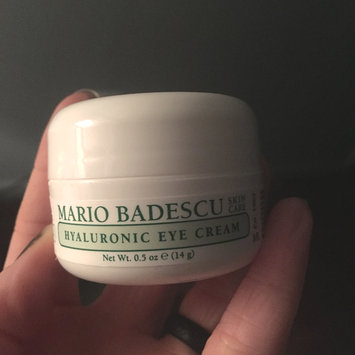 MARIO BADESCU SKIN CARE
HYALURONIC EYE CREAM
Net Wt. 0.5 oz ℮ (14 g)